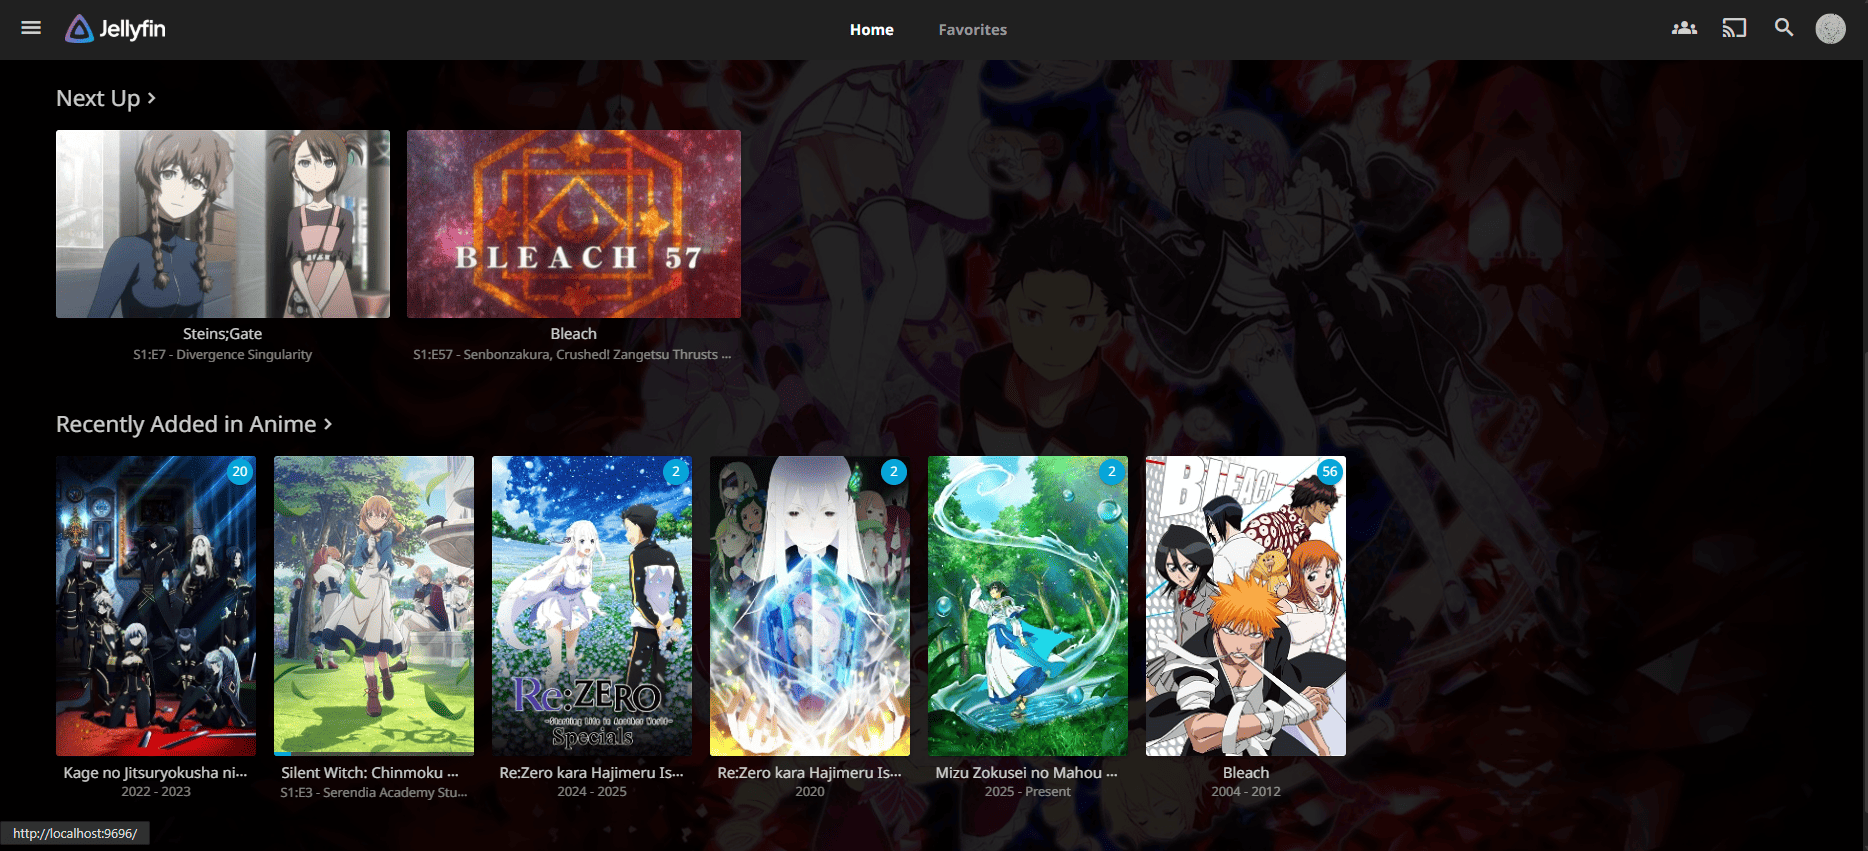 Jellyfin
Home
Favorites
Next Up
BLEACH 57
Steins;Gate
S1:E7 - Divergence Singularity
Bleach
S1:E57 - Senbonzakura, Crushed! Zangetsu Thrusts ...
Recently Added in Anime
20
2
2
2
56
BLEACH
Re:ZERO
-Starting Life in Another World-
Specials
Kage no Jitsuryokusha ni...
2022 - 2023
Silent Witch: Chinmoku ...
S1:E3 - Serendia Academy Stu...
Re:Zero kara Hajimeru Is...
2024 - 2025
Re:Zero kara Hajimeru Is...
2020
Mizu Zokusei no Mahou ...
2025 - Present
Bleach
2004 - 2012
http://localhost:9696/